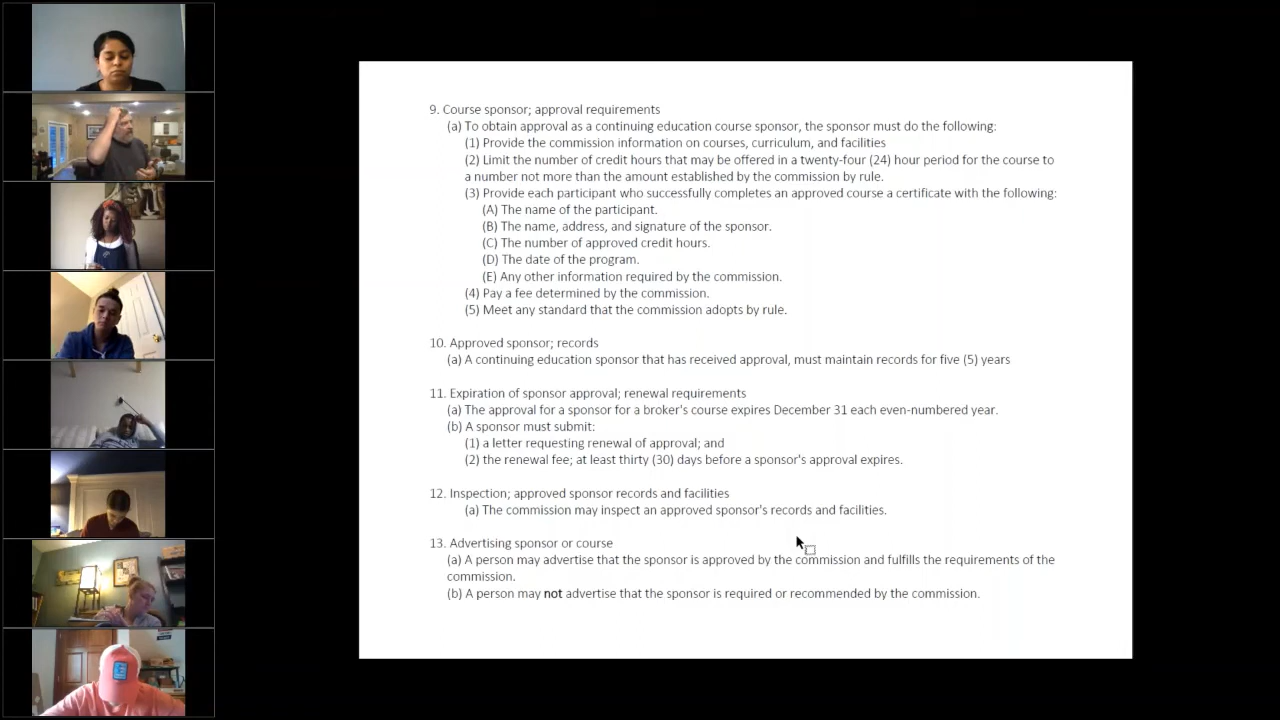 9. Course sponsor; approval requirements
(a) To obtain approval as a continuing education course sponsor, the sponsor must do the following:
(1) Provide the commission information on courses, curriculum, and facilities
(2) Limit the number of credit hours that may be offered in a twenty-four (24) hour period for the course to
a number not more than the amount established by the commission by rule.
(3) Provide each participant who successfully completes an approved course a certificate with the following:
(A) The name of the participant.
(B) The name, address, and signature of the sponsor.
(C) The number of approved credit hours.
(D) The date of the program.
(E) Any other information required by the commission.
(4) Pay a fee determined by the commission.
(5) Meet any standard that the commission adopts by rule.
10. Approved sponsor; records
(a) A continuing education sponsor that has received approval, must maintain records for five (5) years
11. Expiration of sponsor approval; renewal requirements
(a) The approval for a sponsor for a broker's course expires December 31 each even-numbered year.
(b) A sponsor must submit:
(1) a letter requesting renewal of approval; and
(2) the renewal fee; at least thirty (30) days before a sponsor's approval expires.
12. Inspection; approved sponsor records and facilities
(a) The commission may inspect an approved sponsor's records and facilities.
13. Advertising sponsor or course
(a) A person may advertise that the sponsor is approved by the commission and fulfills the requirements of the
commission.
(b) A person may not advertise that the sponsor is required or recommended by the commission.